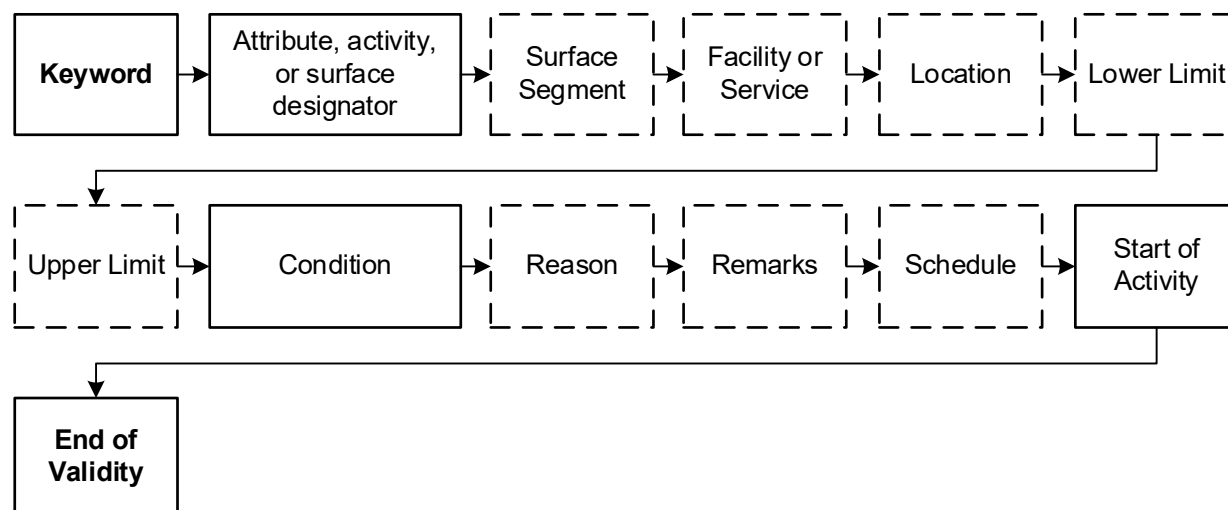 Keyword
Attribute, activity,
or surface
designator
Surface
Segment
Facility or
Service
Location
Lower Limit
Upper Limit
Condition
Reason
Remarks
Schedule
Start of
Activity
End of
Validity